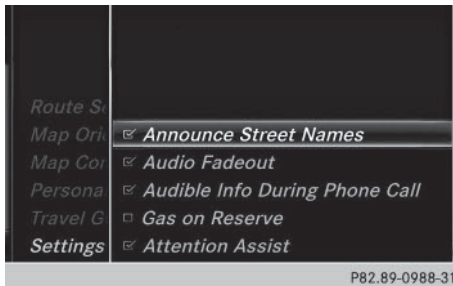 Route S
Map Ori
Announce Street Names
Map Co
Audio Fadeout
Persona
Audible Info During Phone Call
Travel G
Gas on Reserve
Settings
Attention Assist
P82.89-0988-31